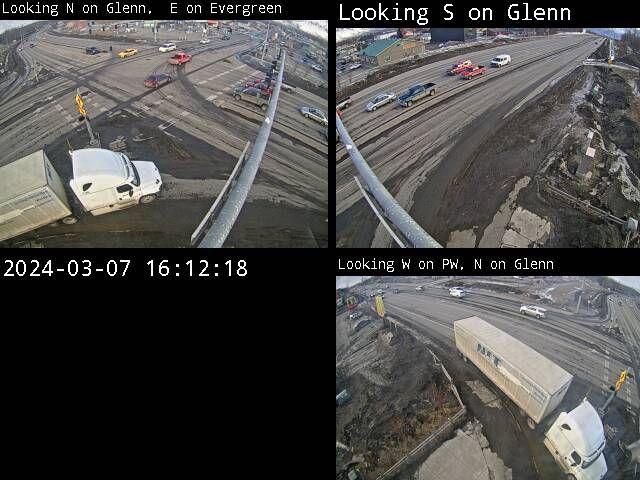 Looking N on Glenn,  E on Evergreen
Looking S on Glenn
2024-03-07 16:12:18
Looking W on PW, N on Glenn